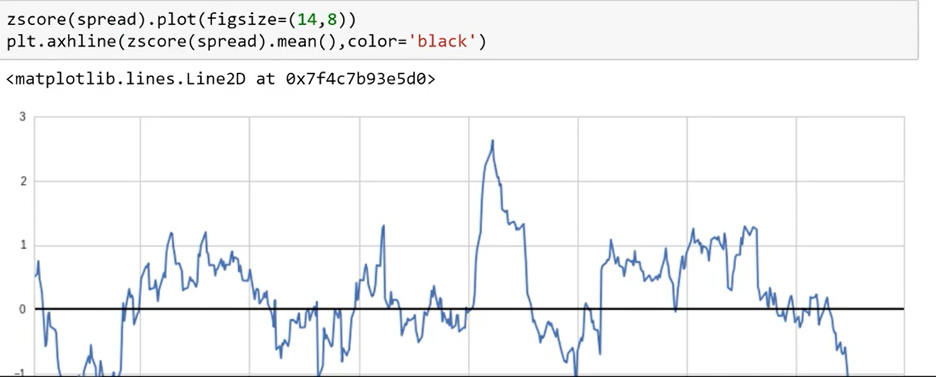 zscore(spread).plot(figsize=(14,8))
plt.axhline(zscore(spread).mean(),color='black')
<matplotlib.lines.Line2D at 0x7f4c7b93e5d0>
3
2
1
0
-1